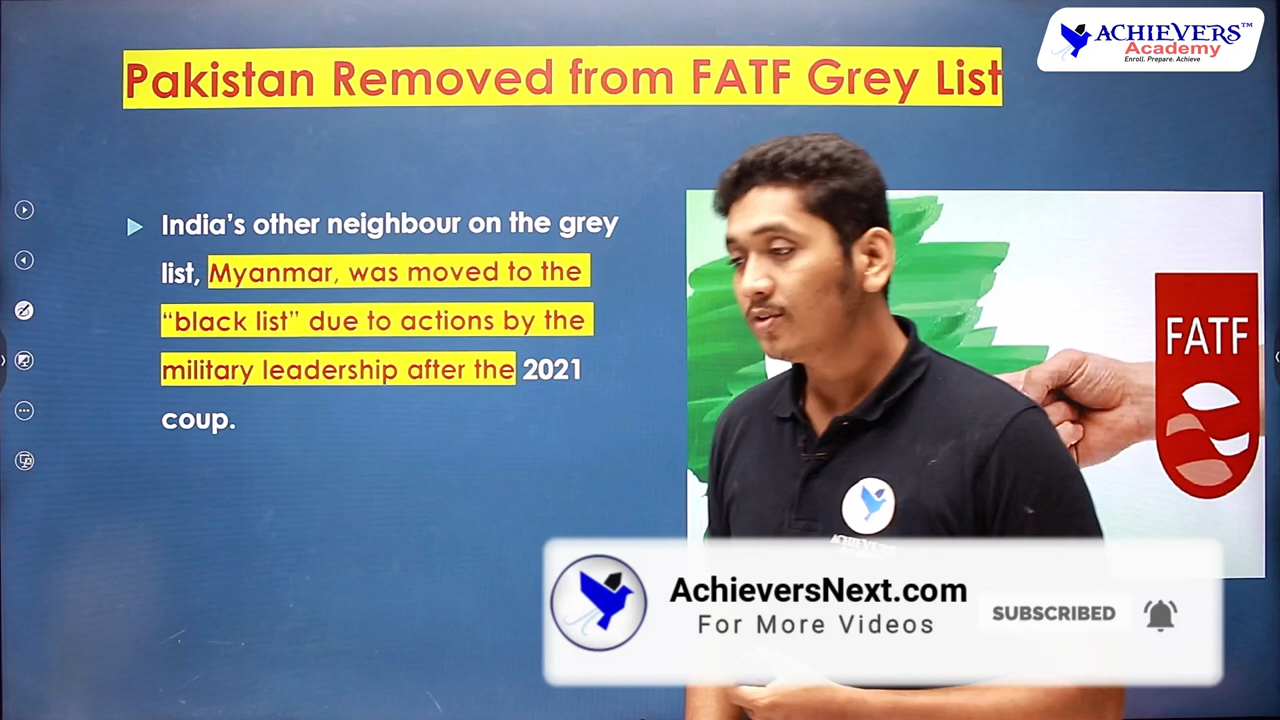 ACHIEVERS™
Academy
Enroll. Prepare. Achieve
Pakistan Removed from FATF Grey List
India’s other neighbour on the grey
list, Myanmar, was moved to the
“black list” due to actions by the
military leadership after the 2021
coup.
FATF
ACHIEVERS
AchieversNext.com
For More Videos
SUBSCRIBED